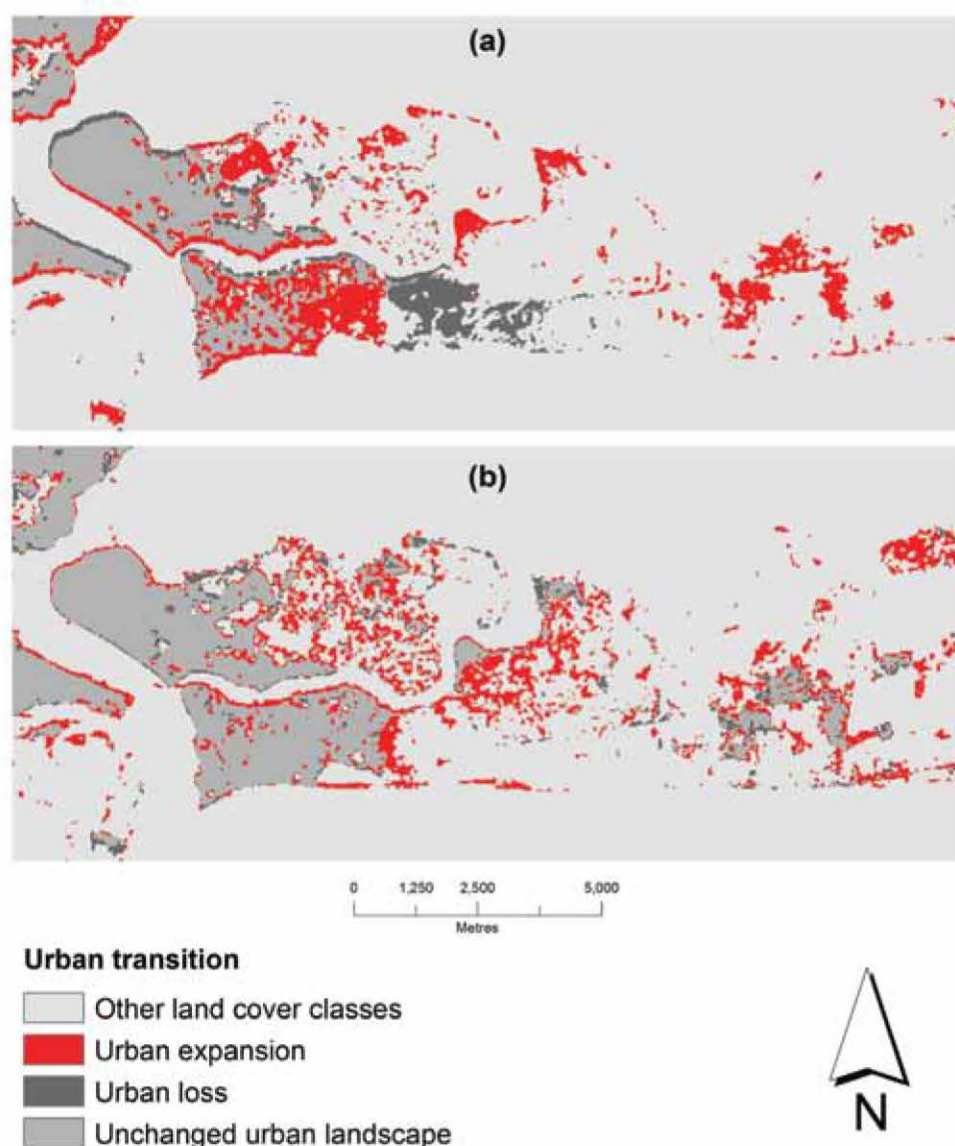 (a)
(b)
0 1,250 2,500 5,000
Metres
Urban transition
Other land cover classes
Urban expansion
Urban loss
Unchanged urban landscape
N